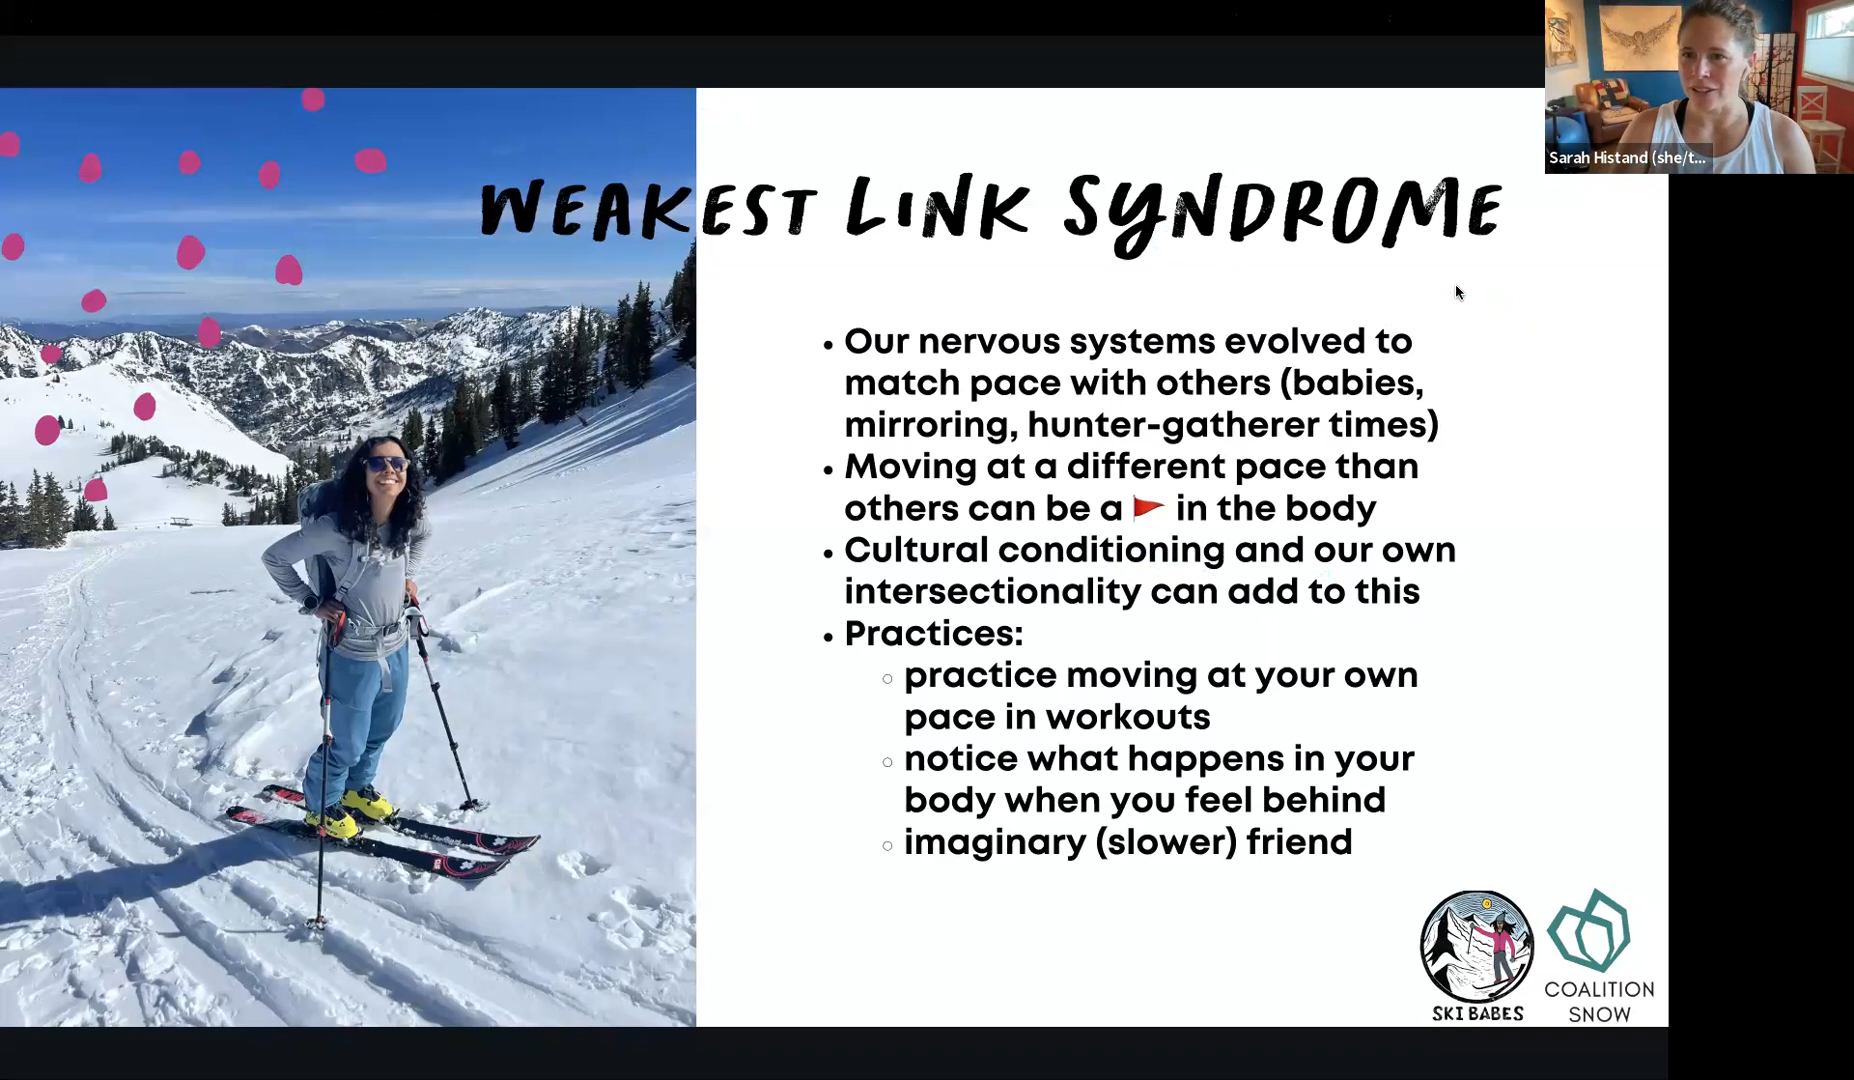 Sarah Histand (she/t...
WEAKEST LINK SYNDROME
• Our nervous systems evolved to
match pace with others (babies,
mirroring, hunter-gatherer times)
• Moving at a different pace than
others can be a 🚩 in the body
• Cultural conditioning and our own
intersectionality can add to this
• Practices:
○ practice moving at your own
pace in workouts
○ notice what happens in your
body when you feel behind
○ imaginary (slower) friend
SKI BABES
COALITION
SNOW